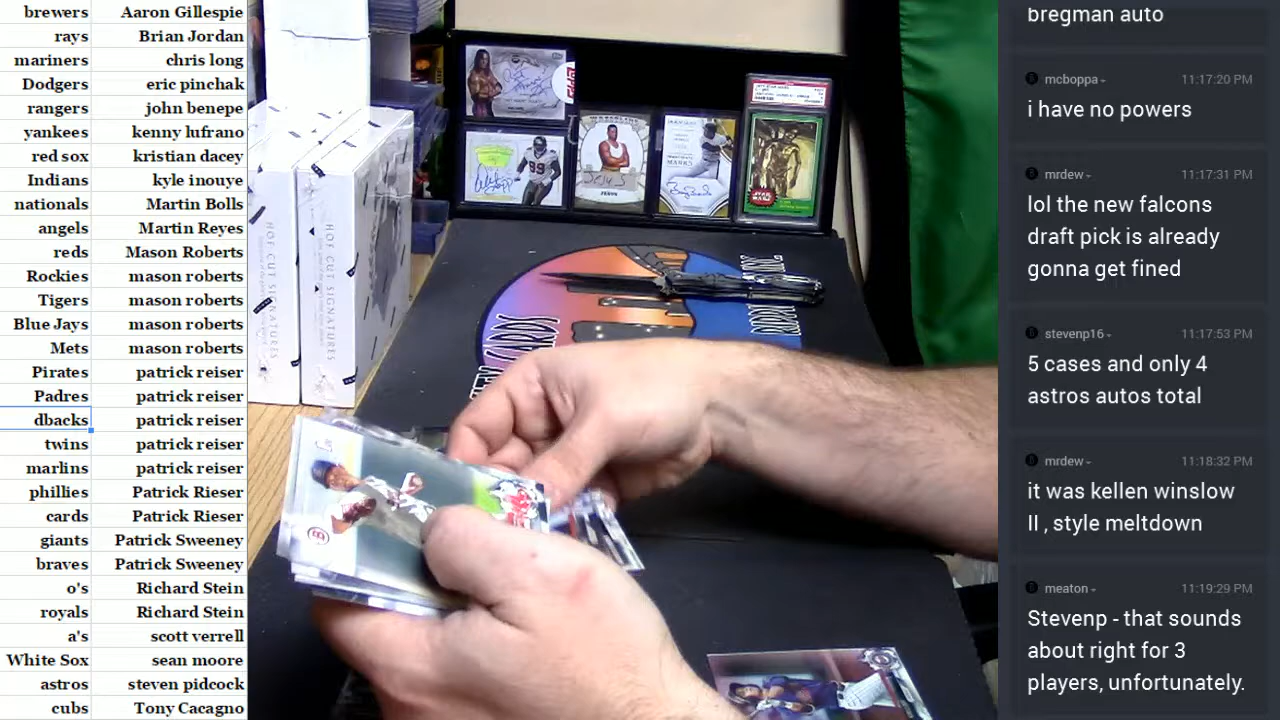 brewers Aaron Gillespie
rays Brian Jordan
mariners chris long
Dodgers eric pinchak
rangers john benepe
yankees kenny lufrano
red sox kristian dacey
Indians kyle inouye
nationals Martin Bolls
angels Martin Reyes
reds Mason Roberts
Rockies mason roberts
Tigers mason roberts
Blue Jays mason roberts
Mets mason roberts
Pirates patrick reiser
Padres patrick reiser
dbacks patrick reiser
twins patrick reiser
marlins patrick reiser
phillies Patrick Rieser
cards Patrick Rieser
giants Patrick Sweeney
braves Patrick Sweeney
o's Richard Stein
royals Richard Stein
a's scott verrell
White Sox sean moore
astros steven pidcock
cubs Tony Cacagno
HOF CUT SIGNATURES
HOF CUT SIGNATURES
99
STAR WARS
CARDS
B
bregman auto
mcboppa 11:17:20 PM
i have no powers
mrdew 11:17:31 PM
lol the new falcons
draft pick is already
gonna get fined
stevenp16 11:17:53 PM
5 cases and only 4
astros autos total
mrdew 11:18:32 PM
it was kellen winslow
II , style meltdown
meaton 11:19:29 PM
Stevenp - that sounds
about right for 3
players, unfortunately.